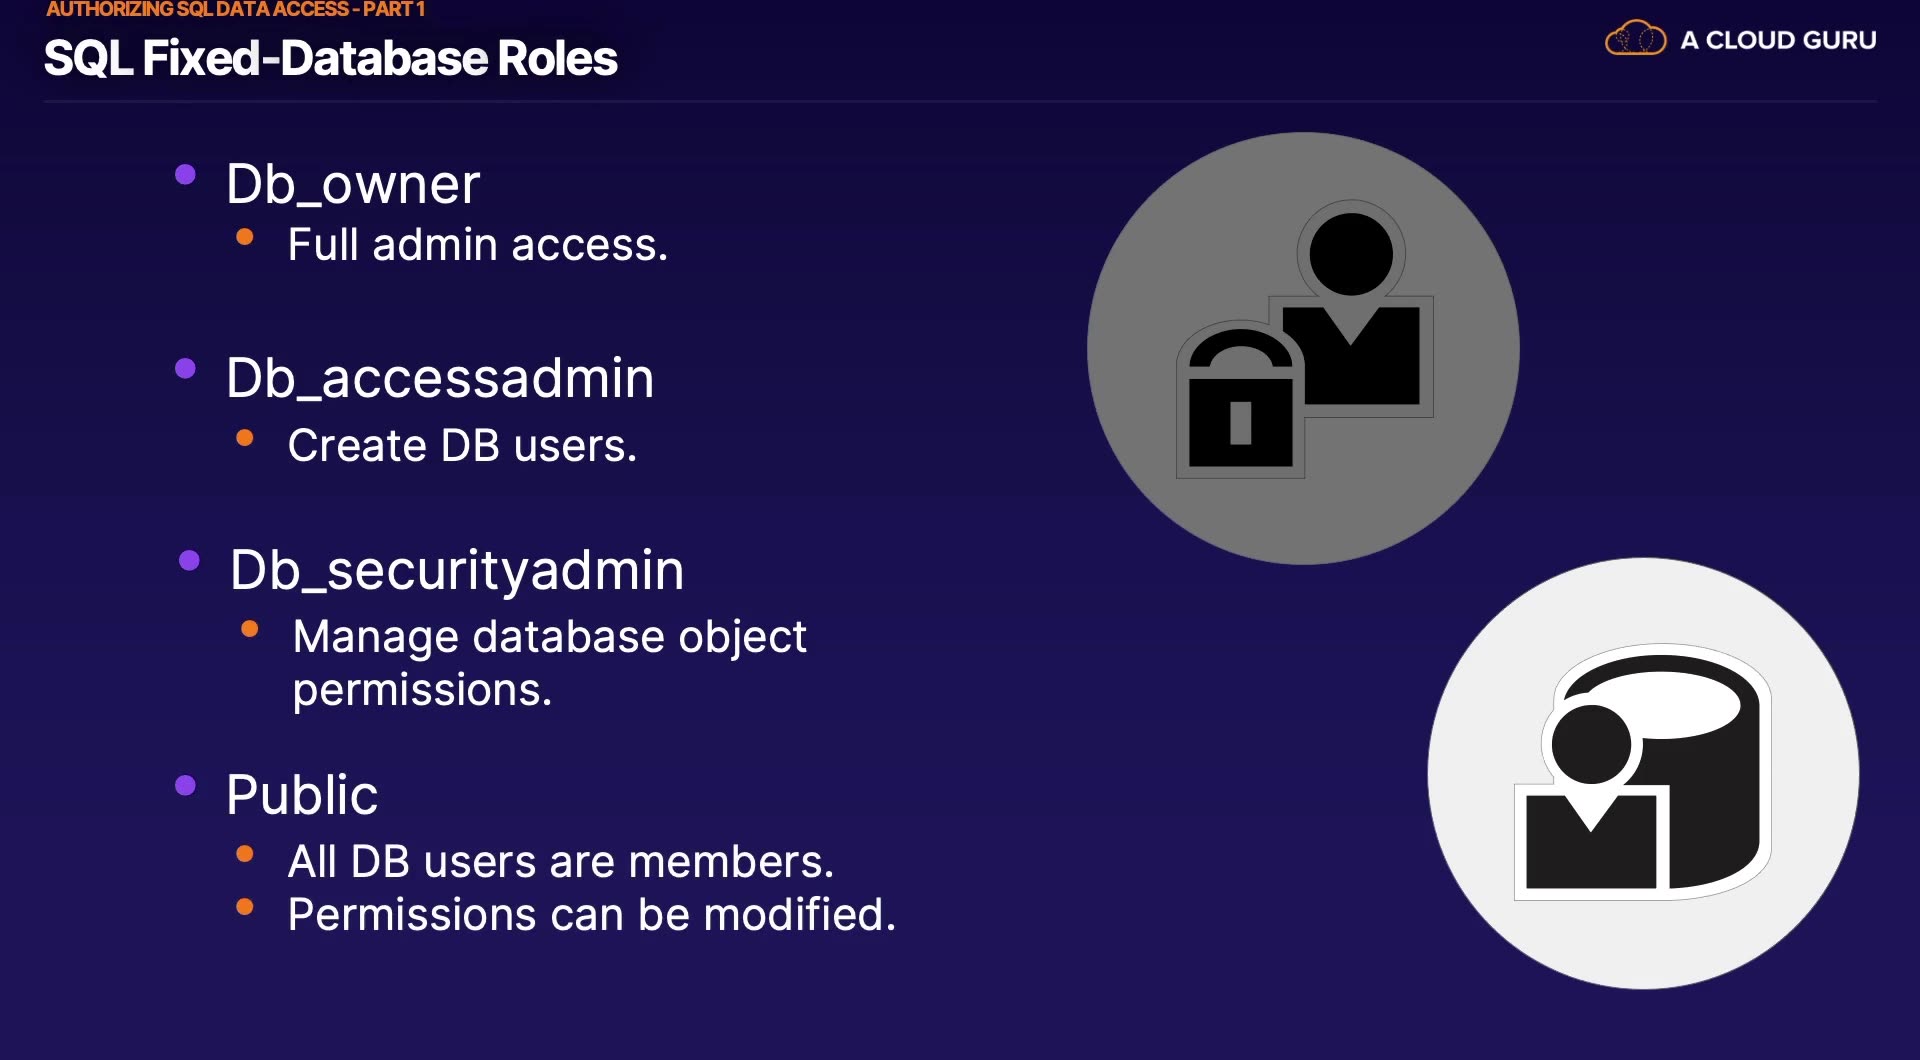 AUTHORIZING SQL DATA ACCESS - PART 1
SQL Fixed-Database Roles
A CLOUD GURU
Db_owner
Full admin access.
Db_accessadmin
Create DB users.
Db_securityadmin
Manage database object
permissions.
Public
All DB users are members.
Permissions can be modified.